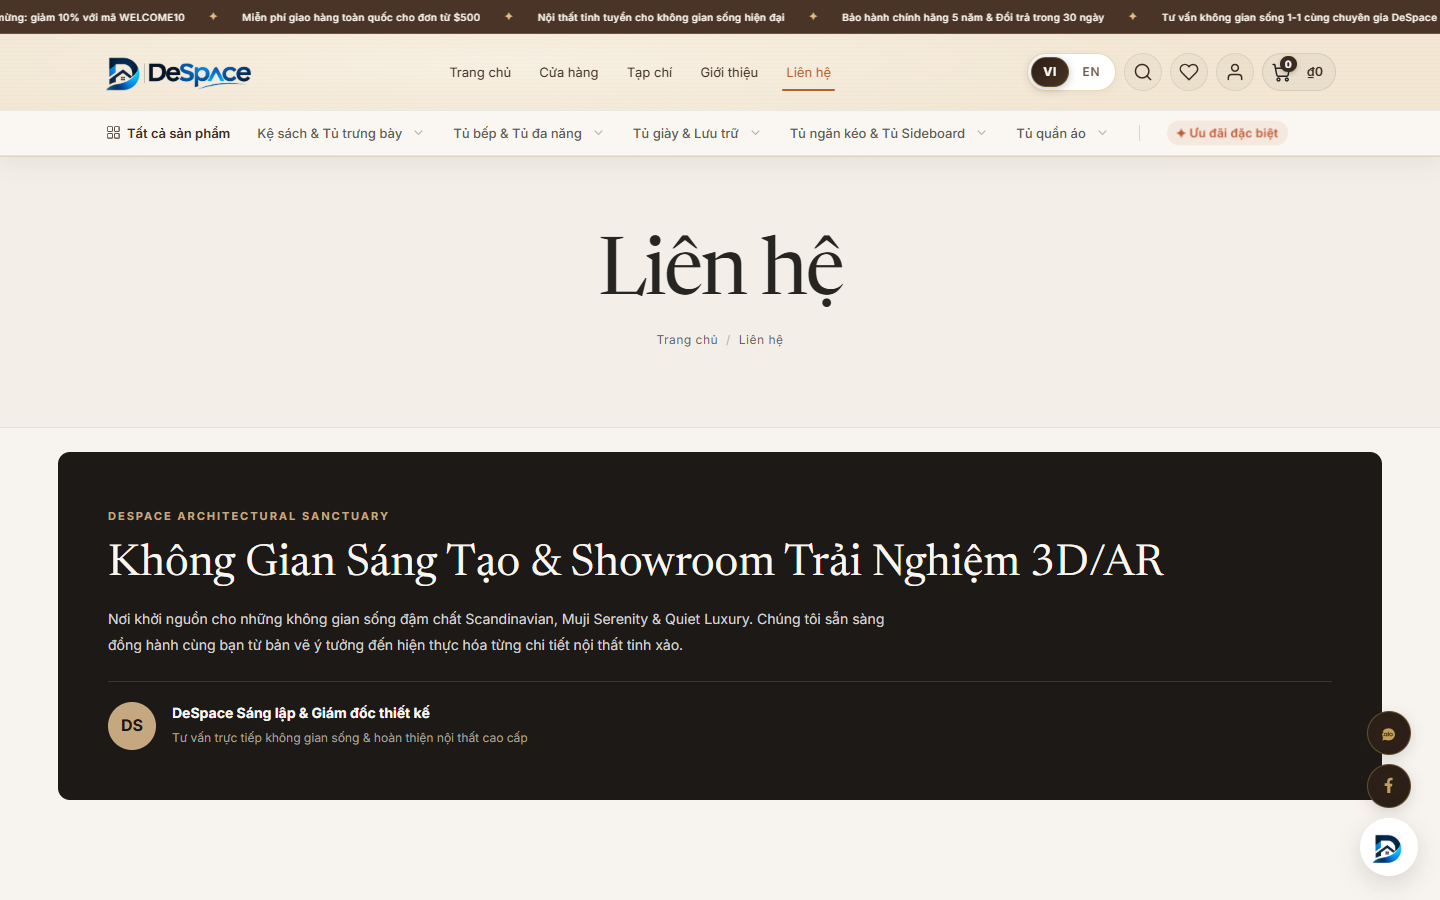 mừng: giảm 10% với mã WELCOME10 ✦ Miễn phí giao hàng toàn quốc cho đơn từ $500 ✦ Nội thất tinh tuyển cho không gian sống hiện đại ✦ Bảo hành chính hãng 5 năm & Đổi trả trong 30 ngày ✦ Tư vấn không gian sống 1-1 cùng chuyên gia DeSpace
DeSpace
Trang chủ
Cửa hàng
Tạp chí
Giới thiệu
Liên hệ
VI
EN
0
₫0
Tất cả sản phẩm
Kệ sách & Tủ trưng bày
Tủ bếp & Tủ đa năng
Tủ giày & Lưu trữ
Tủ ngăn kéo & Tủ Sideboard
Tủ quần áo
✦ Ưu đãi đặc biệt
Liên hệ
Trang chủ / Liên hệ
DESPACE ARCHITECTURAL SANCTUARY
Không Gian Sáng Tạo & Showroom Trải Nghiệm 3D/AR
Nơi khởi nguồn cho những không gian sống đậm chất Scandinavian, Muji Serenity & Quiet Luxury. Chúng tôi sẵn sàng
đồng hành cùng bạn từ bản vẽ ý tưởng đến hiện thực hóa từng chi tiết nội thất tinh xảo.
DS
DeSpace Sáng lập & Giám đốc thiết kế
Tư vấn trực tiếp không gian sống & hoàn thiện nội thất cao cấp